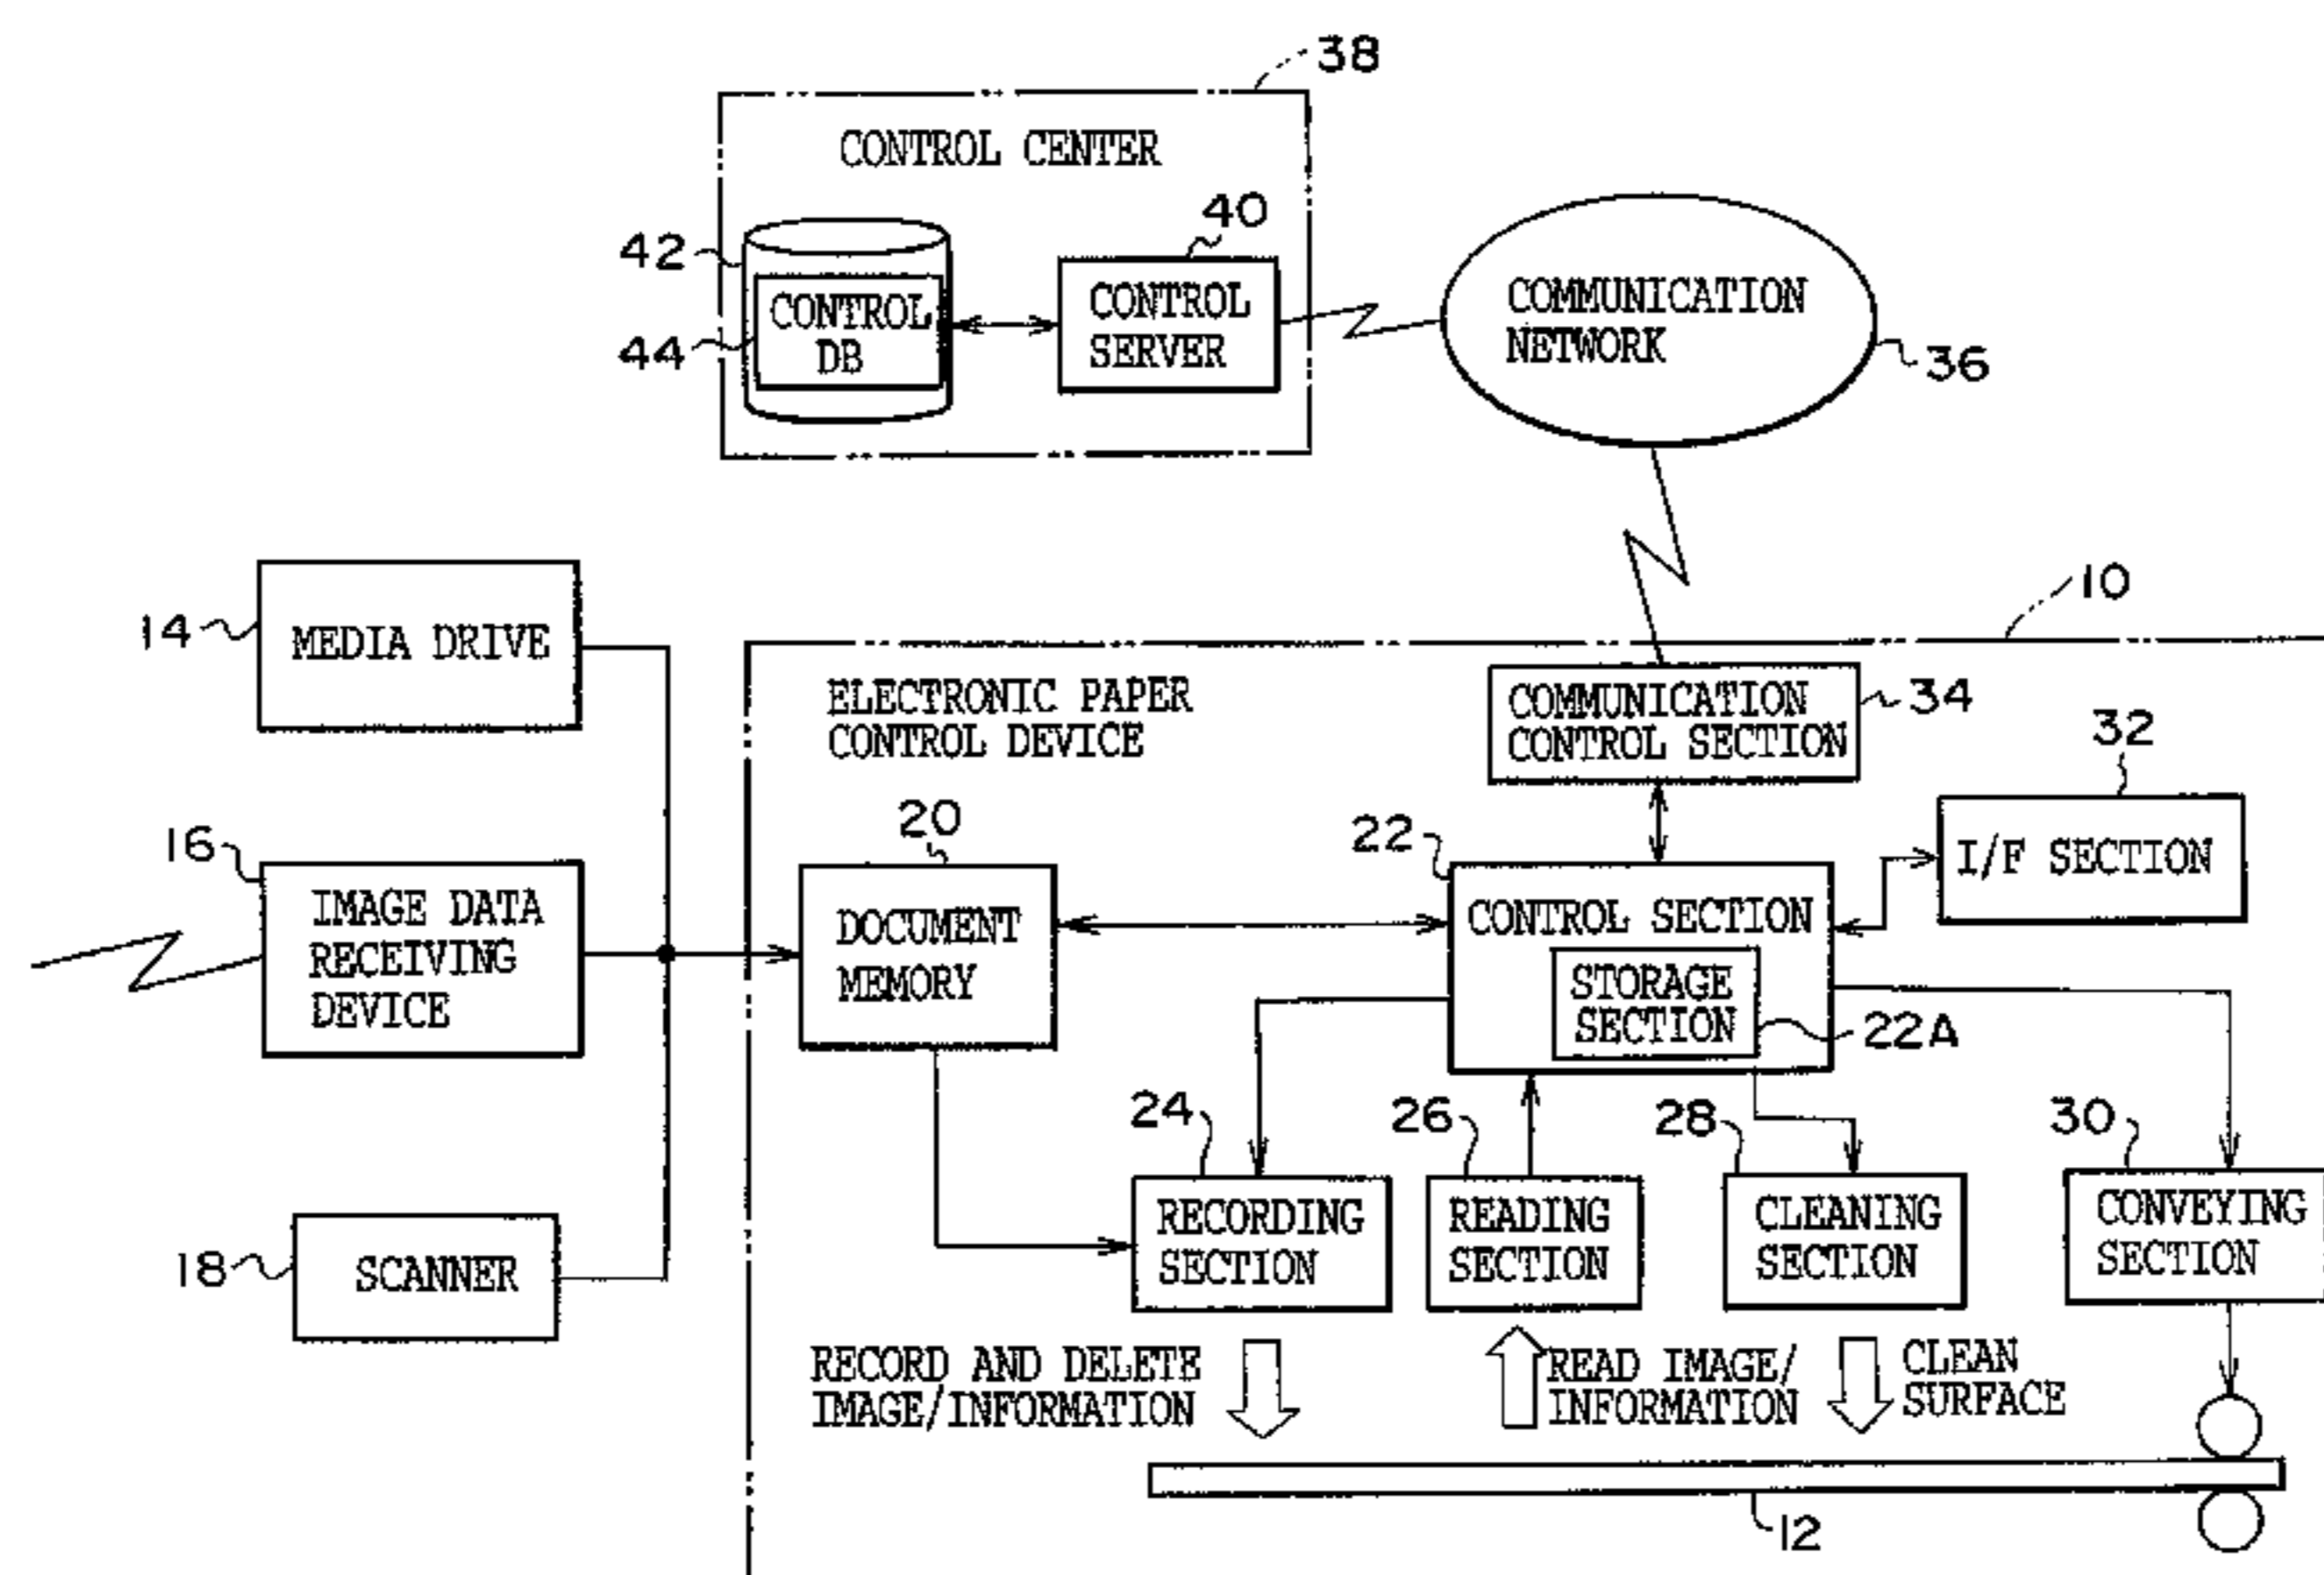 38
CONTROL CENTER
40
42
CONTROL
DB
44
CONTROL
SERVER
COMMUNICATION
NETWORK
36
10
14
MEDIA DRIVE
ELECTRONIC PAPER
CONTROL DEVICE
COMMUNICATION
CONTROL SECTION
34
32
I/F SECTION
16
IMAGE DATA
RECEIVING
DEVICE
20
DOCUMENT
MEMORY
22
CONTROL SECTION
STORAGE
SECTION
22A
18
SCANNER
24
RECORDING
SECTION
26
READING
SECTION
28
CLEANING
SECTION
30
CONVEYING
SECTION
RECORD AND DELETE
IMAGE/INFORMATION
READ IMAGE/
INFORMATION
CLEAN
SURFACE
12